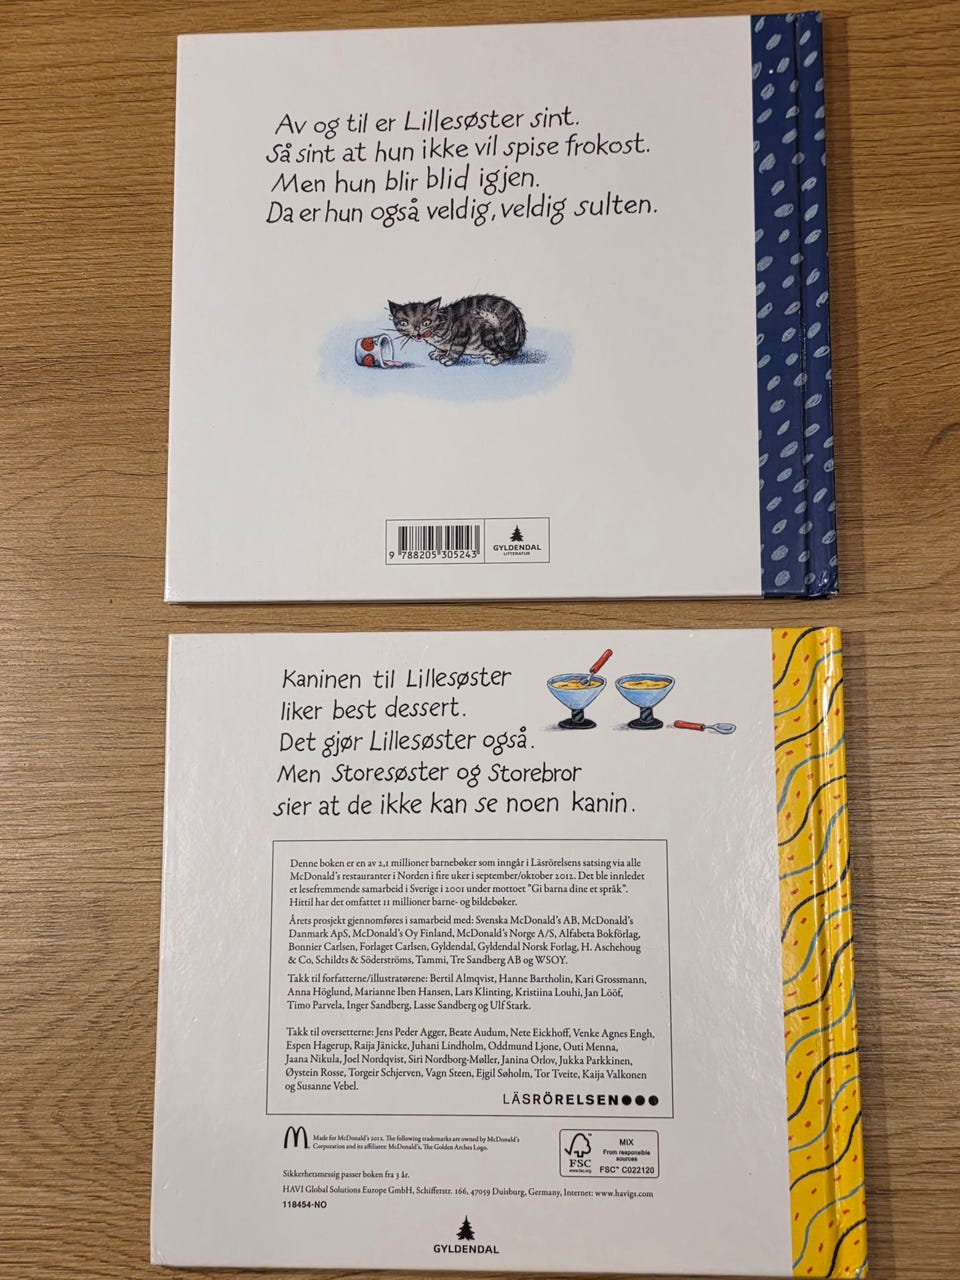 Av og til er Lillesøster sint.
Så sint at hun ikke vil spise frokost.
Men hun blir blid igjen.
Da er hun også veldig, veldig sulten.
9 788205 305243
GYLDENDAL
LITTERATUR
Kaninen til Lillesøster
liker best dessert.
Det gjør Lillesøster også.
Men Storesøster og Storebror
sier at de ikke kan se noen kanin.
Denne boken er en av 2,1 millioner barnebøker som inngår i Läsrörelsens satsing via alle
McDonald's restauranter i Norden i fire uker i september/oktober 2012. Det ble innledet
et lesefremmende samarbeid i Sverige i 2001 under mottoet "Gi barna dine et språk".
Hittil har det omfattet 11 millioner barne- og bildebøker.
Årets prosjekt gjennomføres i samarbeid med: Svenska McDonald's AB, McDonald's
Danmark ApS, McDonald's Oy Finland, McDonald's Norge A/S, Alfabeta Bokförlag,
Bonnier Carlsen, Forlaget Carlsen, Gyldendal, Gyldendal Norsk Forlag, H. Aschehoug
& Co, Schildts & Söderströms, Tammi, Tre Sandberg AB og WSOY.
Takk til forfatterne/illustratørene: Bertil Almqvist, Hanne Bartholin, Kari Grossmann,
Anna Höglund, Marianne Iben Hansen, Lars Klinting, Kristiina Louhi, Jan Lööf,
Timo Parvela, Inger Sandberg, Lasse Sandberg og Ulf Stark.
Takk til oversetterne: Jens Peder Agger, Beate Audum, Nete Eickhoff, Venke Agnes Engh,
Espen Hagerup, Raija Jänicke, Juhani Lindholm, Oddmund Ljone, Outi Menna,
Jaana Nikula, Joel Nordqvist, Siri Nordborg-Møller, Janina Orlov, Jukka Parkkinen,
Øystein Rosse, Torgeir Schjerven, Vagn Steen, Ejgil Søholm, Tor Tveite, Kaija Valkonen
og Susanne Vebel.
LÄSRÖRELSEN
Made for McDonald's 2012. The following trademarks are owned by McDonald's
Corporation and its affiliates: McDonald's, The Golden Arches Logo.
FSC
www.fsc.org
MIX
From responsible
sources
FSC™ C022120
Sikkerhetsmessig passer boken fra 3 år.
HAVI Global Solutions Europe GmbH, Schifferstr. 166, 47059 Duisburg, Germany, Internet: www.havigs.com
118454-NO
GYLDENDAL